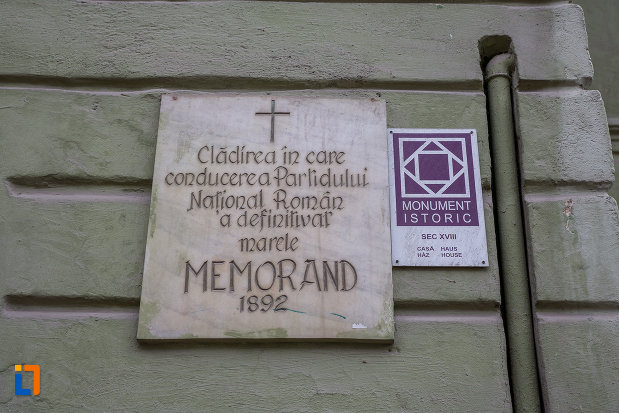 Clădirea în care
conducerea Partidului
Național Român
a definitivat
marele
MEMORAND
1892
MONUMENT
ISTORIC
SEC XVIII
CASĂ HAUS
HÁZ HOUSE